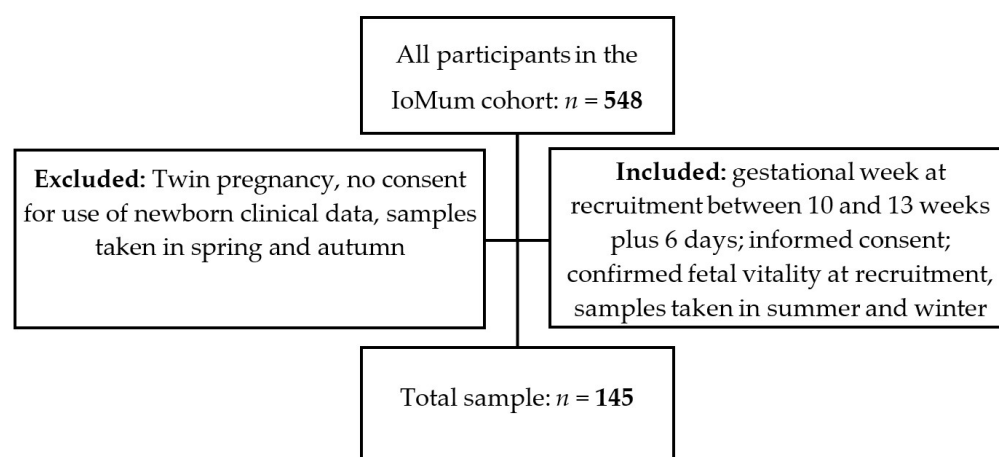 All participants in the
IoMum cohort: n = 548
Excluded: Twin pregnancy, no consent
for use of newborn clinical data, samples
taken in spring and autumn
Included: gestational week at
recruitment between 10 and 13 weeks
plus 6 days; informed consent;
confirmed fetal vitality at recruitment,
samples taken in summer and winter
Total sample: n = 145